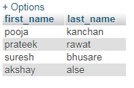 + Options
first_name last_name
pooja kanchan
prateek rawat
suresh bhusare
akshay alse